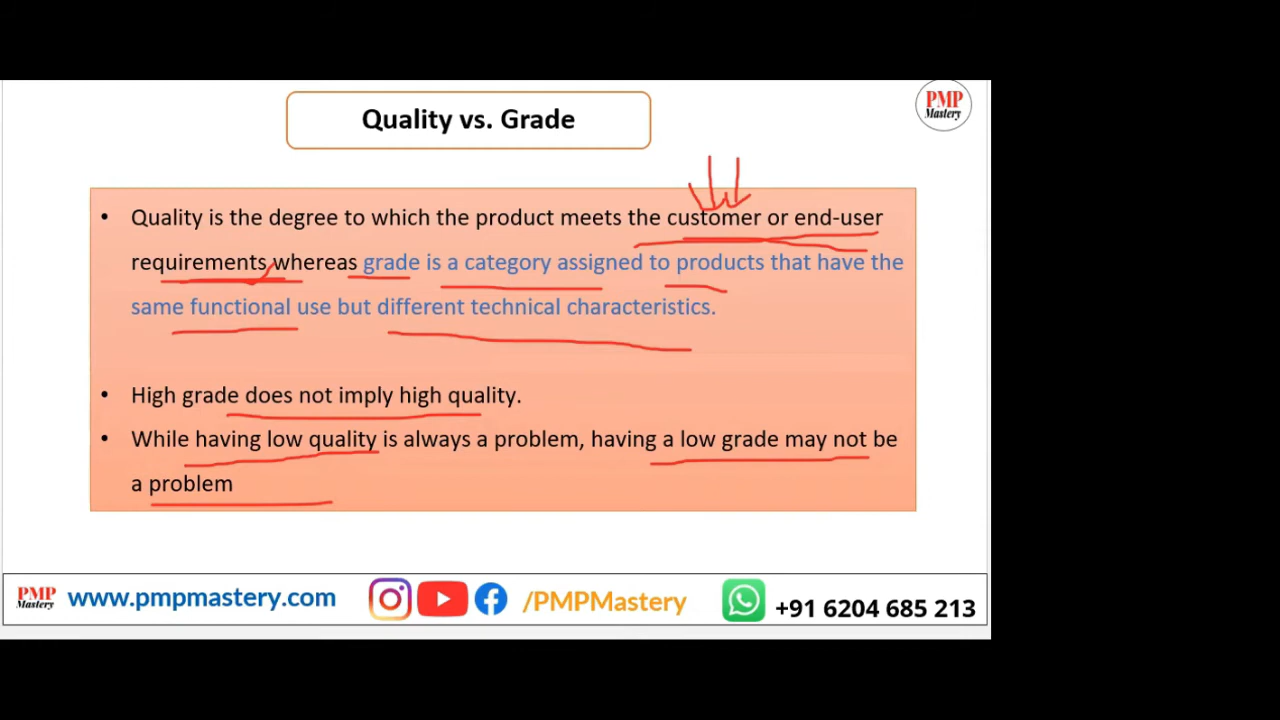 PMP
Mastery
Quality vs. Grade
• Quality is the degree to which the product meets the customer or end-user
requirements whereas grade is a category assigned to products that have the
same functional use but different technical characteristics.
• High grade does not imply high quality.
• While having low quality is always a problem, having a low grade may not be
a problem
PMP
Mastery
www.pmpmastery.com
/PMPMastery
+91 6204 685 213